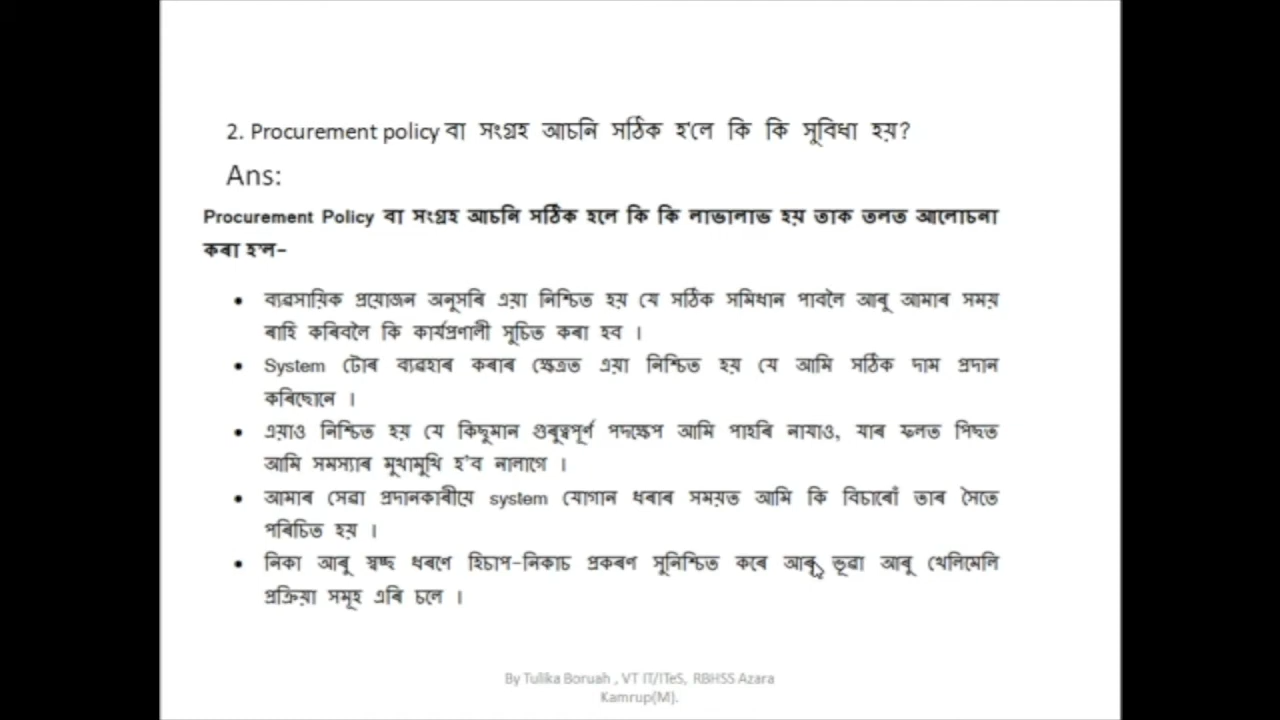 2. Procurement policy বা সংগ্ৰহ আচনি সঠিক হ'লে কি কি সুবিধা হয়?
Ans:
Procurement Policy বা সংগ্ৰহ আচনি সঠিক হলে কি কি লাভালাভ হয় তাক তলত আলোচনা
কৰা হ'ল-
• ব্যৱসায়িক প্ৰয়োজন অনুসৰি এয়া নিশ্চিত হয় যে সঠিক সমিধান পাবলৈ আৰু আমাৰ সময়
ৰাহি কৰিবলৈ কি কাৰ্যপ্ৰণালী সূচিত কৰা হব ।
• System টোৰ ব্যৱহাৰ কৰাৰ ক্ষেত্ৰত এয়া নিশ্চিত হয় যে আমি সঠিক দাম প্ৰদান
কৰিছোনে ।
• এয়াও নিশ্চিত হয় যে কিছুমান গুৰুত্বপূৰ্ণ পদক্ষেপ আমি পাহৰি নাযাও, যাৰ ফলত পিছত
আমি সমস্যাৰ মুখামুখি হ'ব নালাগে ।
• আমাৰ সেৱা প্ৰদানকাৰীয়ে system যোগান ধৰাৰ সময়ত আমি কি বিচাৰোঁ তাৰ সৈতে
পৰিচিত হয় ।
• নিকা আৰু স্বচ্ছ ধৰণে হিচাপ-নিকাচ প্ৰকৰণ সুনিশ্চিত কৰে আৰু ভূৱা আৰু খেলিমেলি
প্ৰক্ৰিয়া সমূহ এৰি চলে ।
By Tulika Boruah , VT IT/ITeS, RBHSS Azara
Kamrup(M).